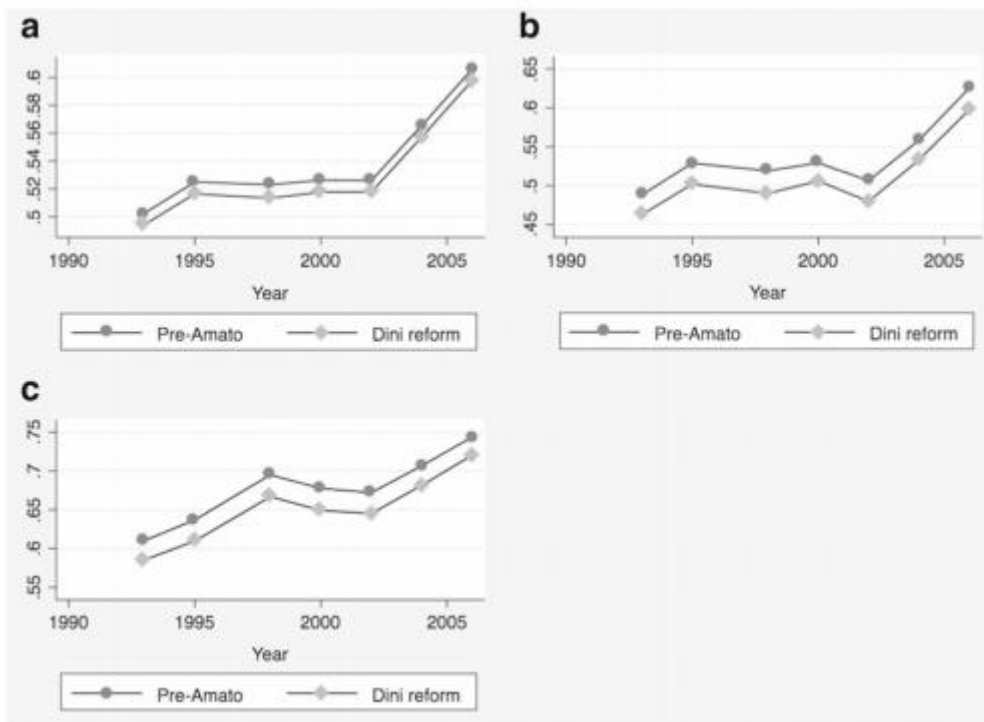 a
.6
.58
.56
.54
.52
.5
1990 1995 2000 2005
Year
Pre-Amato Dini reform
b
.65
.6
.55
.5
.45
1990 1995 2000 2005
Year
Pre-Amato Dini reform
c
.75
.7
.65
.6
.55
1990 1995 2000 2005
Year
Pre-Amato Dini reform